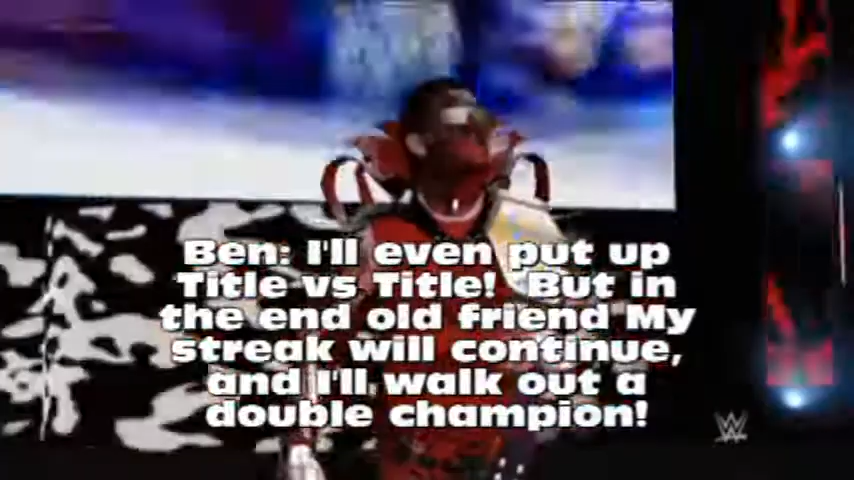 Ben: I'll even put up
Title vs Title! But in
the end old friend My
streak will continue,
and I'll walk out a
double champion!
W